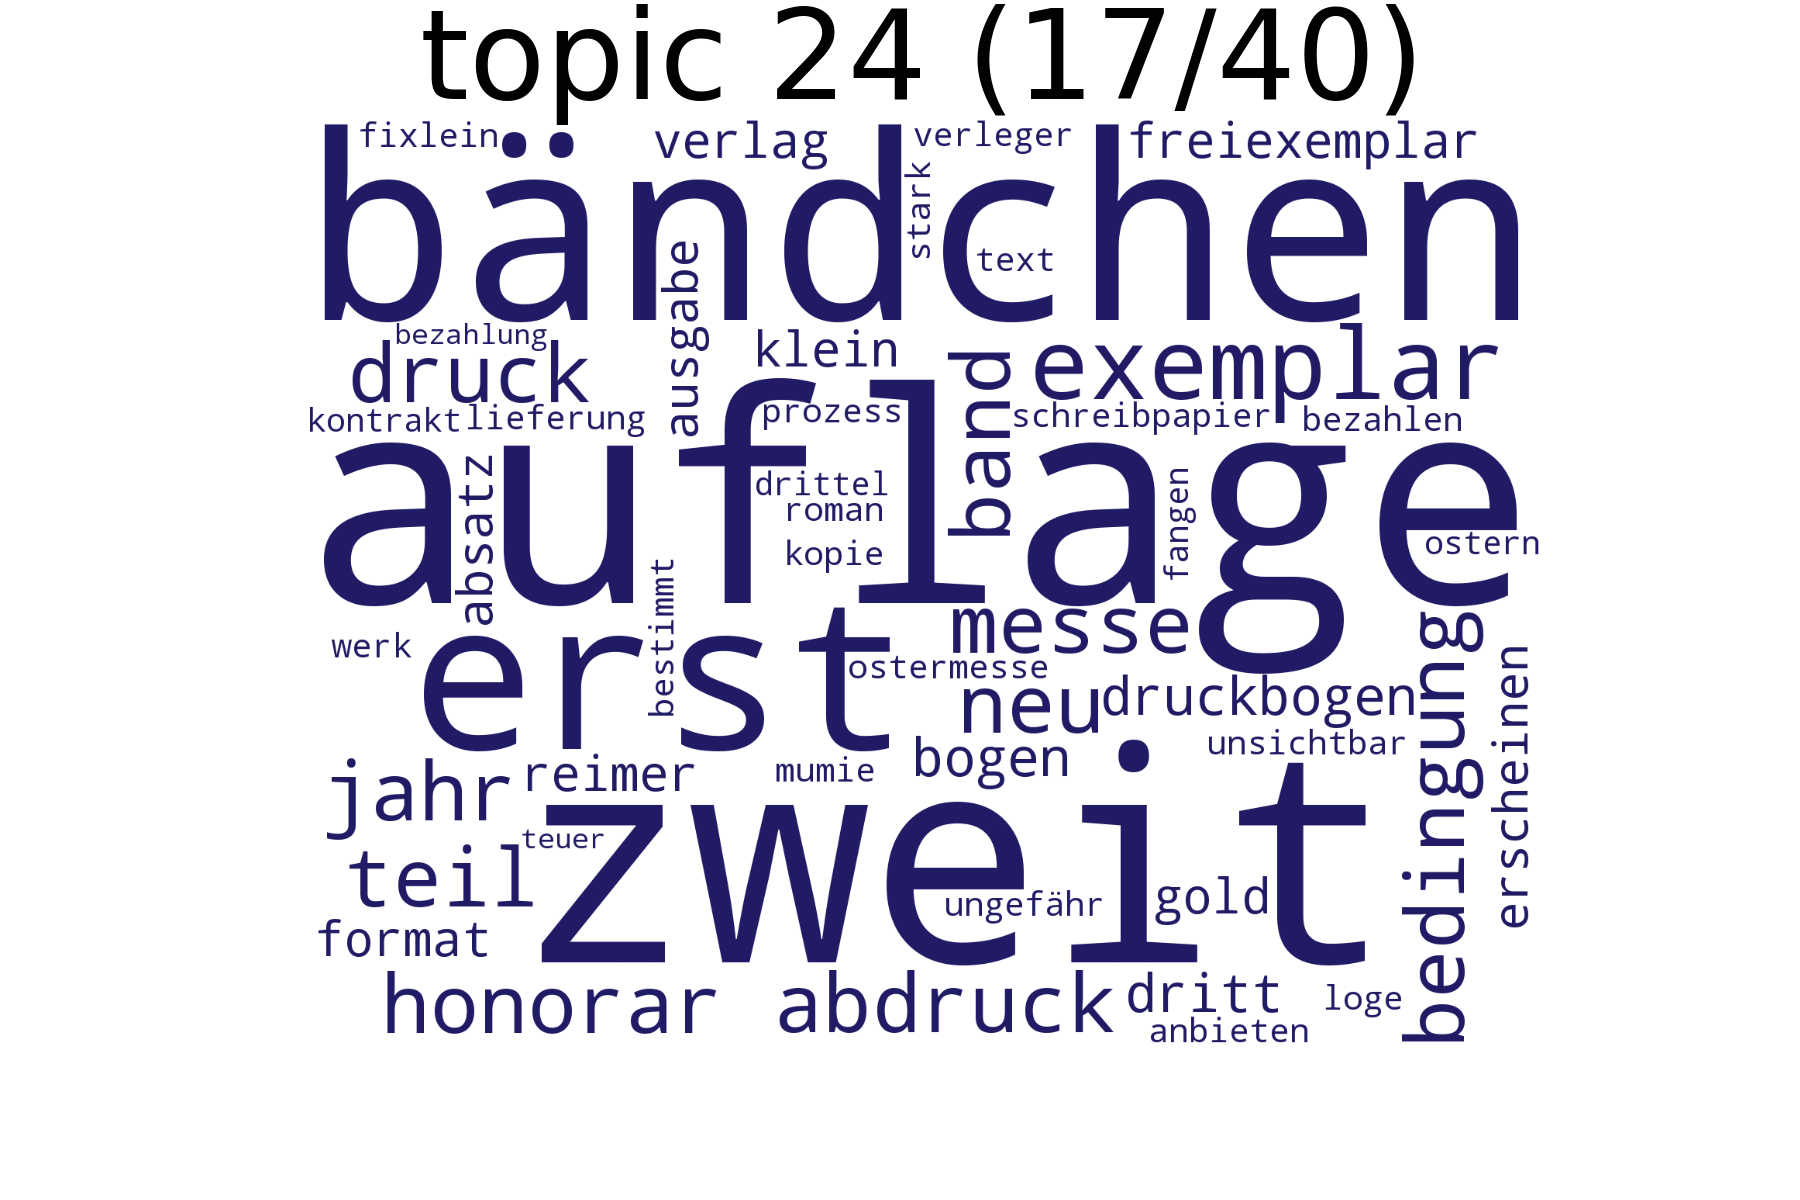 topic 24 (17/40)
fixlein verlag verleger freiexemplar
bändchen
stark
text
ausgabe
bezahlung
druck klein band exemplar
kontrakt lieferung prozess schreibpapier bezahlen
auflage
absatz
drittel
roman
fangen
kopie
ostern
bestimmt
werk erst messe
ostermesse
bedingung
erscheinen
neu druckbogen
unsichtbar
jahr reimer mumie bogen
zweit
teuer
teil
ungefähr gold
format
honorar abdruck dritt loge
anbieten